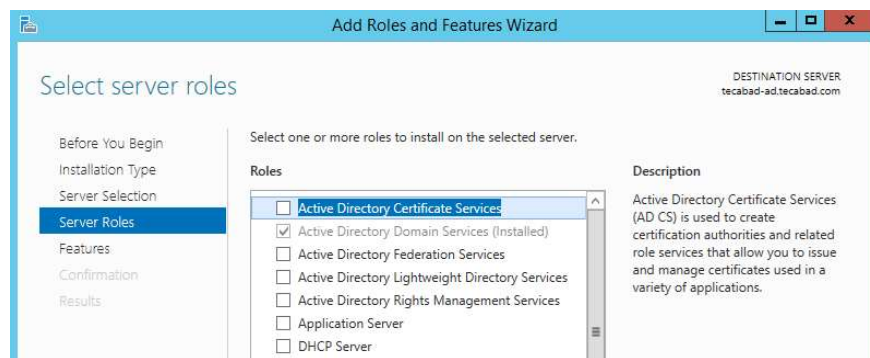 Add Roles and Features Wizard
Select server roles
DESTINATION SERVER
tecabad-ad.tecabad.com
Before You Begin
Installation Type
Server Selection
Server Roles
Features
Confirmation
Results
Select one or more roles to install on the selected server.
Roles
Active Directory Certificate Services
Active Directory Domain Services (Installed)
Active Directory Federation Services
Active Directory Lightweight Directory Services
Active Directory Rights Management Services
Application Server
DHCP Server
Description
Active Directory Certificate Services
(AD CS) is used to create
certification authorities and related
role services that allow you to issue
and manage certificates used in a
variety of applications.